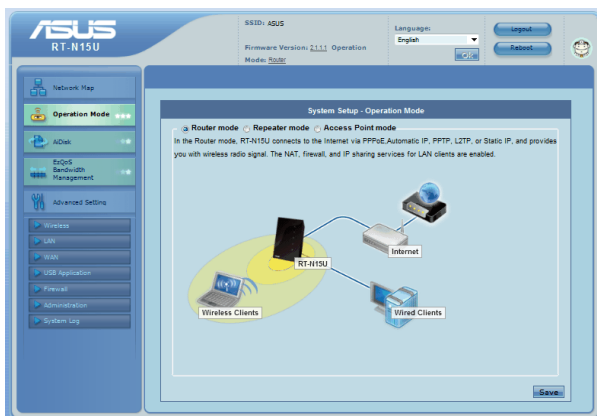 ASUS
RT-N15U
SSID: ASUS
Firmware Version: 2.1.1.1 Operation
Mode: Router
Language:
English
OK
Logout
Reboot
Network Map
Operation Mode
AiDisk
EzQoS
Bandwidth
Management
Advanced Setting
Wireless
LAN
WAN
USB Application
Firewall
Administration
System Log
System Setup - Operation Mode
Router mode Repeater mode Access Point mode
In the Router mode, RT-N15U connects to the Internet via PPPoE,Automatic IP, PPTP, L2TP, or Static IP, and provides
you with wireless radio signal. The NAT, firewall, and IP sharing services for LAN clients are enabled.
Internet
RT-N15U
Wireless Clients
Wired Clients
Save